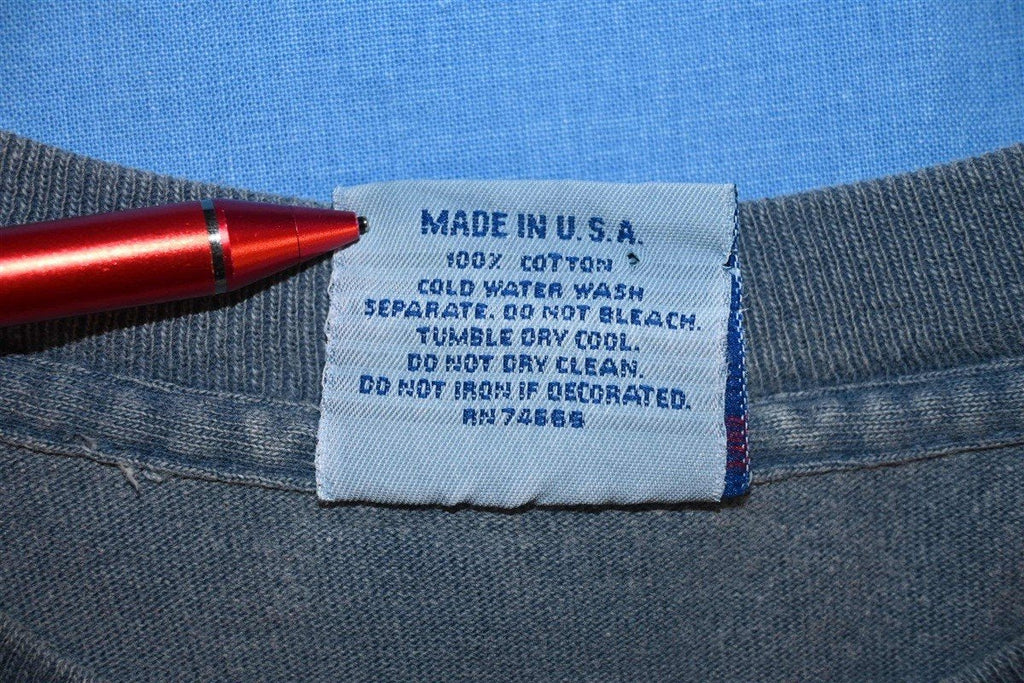 MADE IN U.S.A.
100% COTTON
COLD WATER WASH
SEPARATE. DO NOT BLEACH.
TUMBLE DRY COOL.
DO NOT DRY CLEAN.
DO NOT IRON IF DECORATED.
RN